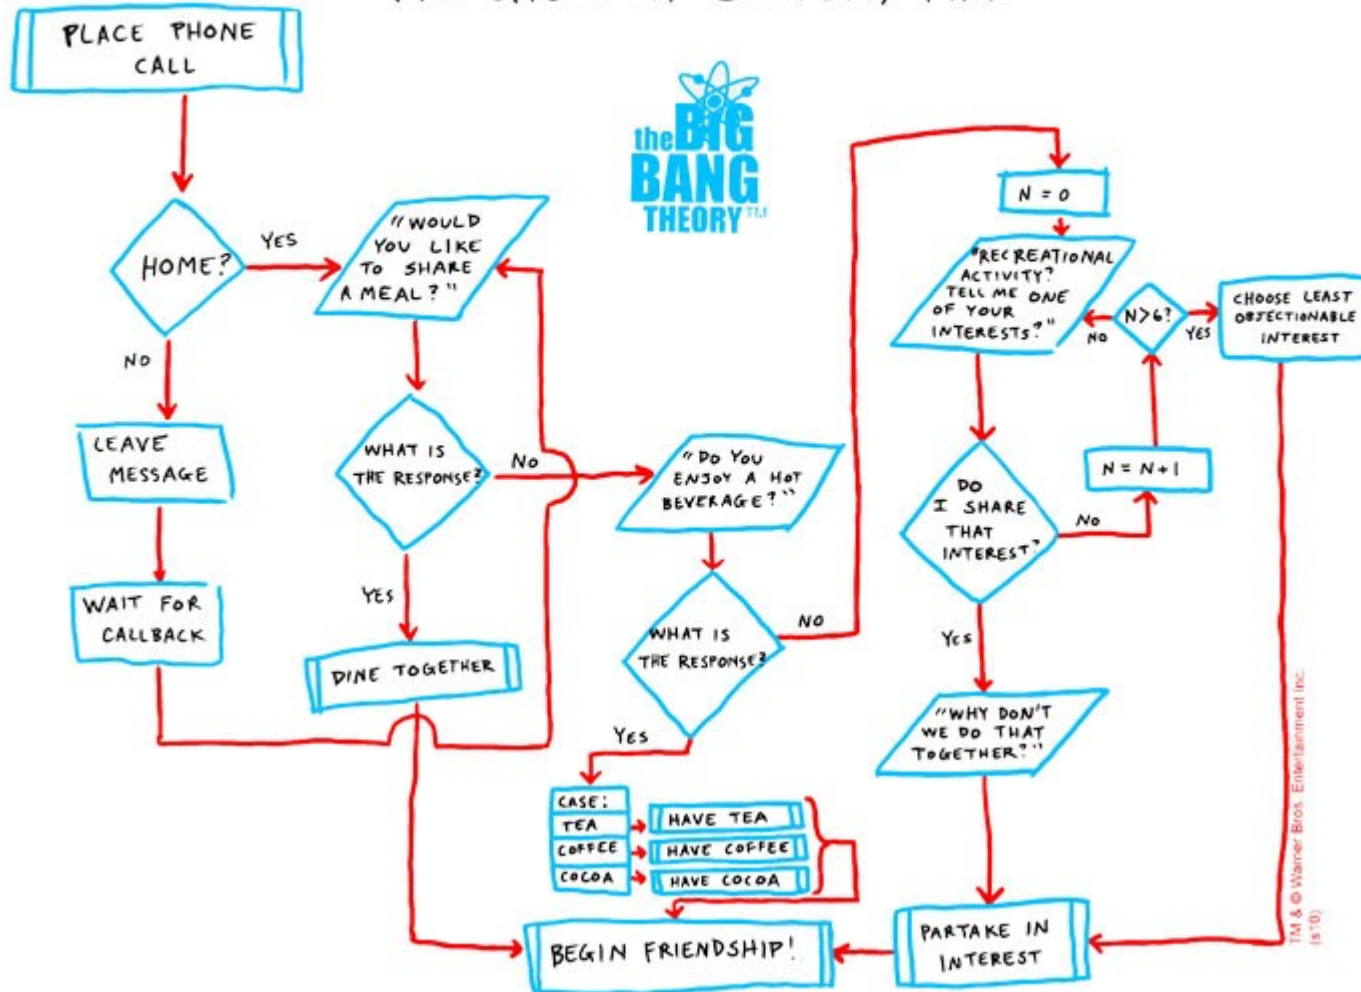 PLACE PHONE
CALL
the BIG
BANG
THEORY™
HOME?
YES
NO
"WOULD
YOU LIKE
TO SHARE
A MEAL?"
LEAVE
MESSAGE
WAIT FOR
CALLBACK
WHAT IS
THE RESPONSE?
NO
YES
DINE TOGETHER
"DO YOU
ENJOY A HOT
BEVERAGE?"
WHAT IS
THE RESPONSE?
NO
YES
CASE:
TEA
HAVE TEA
COFFEE
HAVE COFFEE
COCOA
HAVE COCOA
N = 0
"RECREATIONAL
ACTIVITY?
TELL ME ONE
OF YOUR
INTERESTS?"
N>6?
NO
YES
CHOOSE LEAST
OBJECTIONABLE
INTEREST
N = N+1
DO
I SHARE
THAT
INTEREST?
NO
YES
"WHY DON'T
WE DO THAT
TOGETHER?"
PARTAKE IN
INTEREST
BEGIN FRIENDSHIP!
TM & © Warner Bros. Entertainment Inc.
(s10)